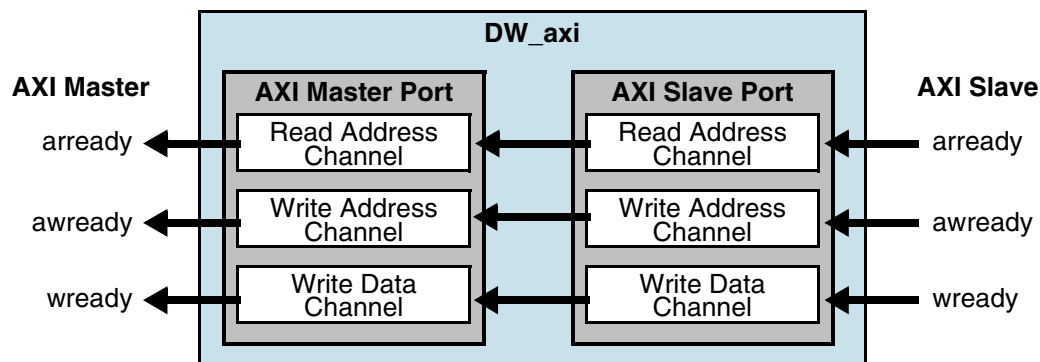 DW_axi
AXI Master
AXI Master Port
AXI Slave Port
AXI Slave
arready
Read Address
Channel
Read Address
Channel
arready
awready
Write Address
Channel
Write Address
Channel
awready
wready
Write Data
Channel
Write Data
Channel
wready